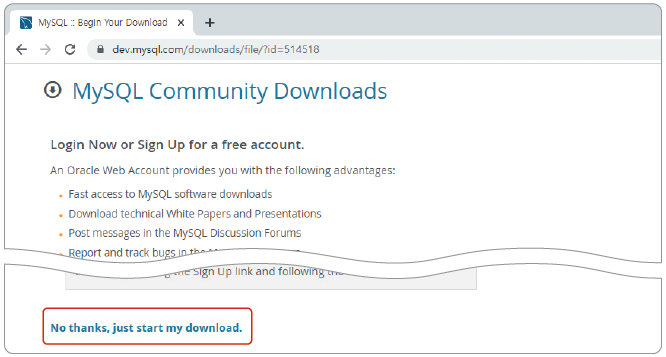 MySQL :: Begin Your Download
dev.mysql.com/downloads/file/?id=514518
MySQL Community Downloads
Login Now or Sign Up for a free account.
An Oracle Web Account provides you with the following advantages:
Fast access to MySQL software downloads
Download technical White Papers and Presentations
Post messages in the MySQL Discussion Forums
Report and track bugs in the
the Sign Up link and following
No thanks, just start my download.